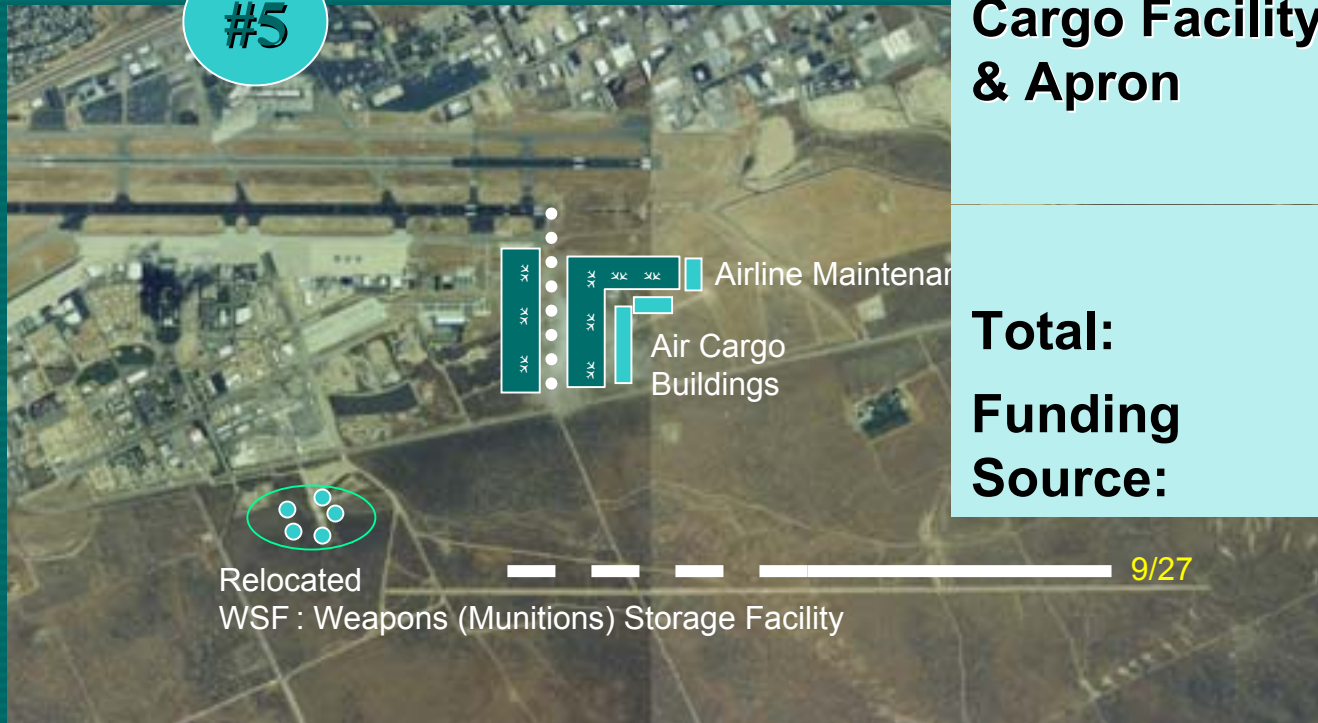 #5
Cargo Facility
& Apron
Airline Maintenan
Air Cargo
Buildings
Total:
Funding
Source:
9/27
Relocated
WSF : Weapons (Munitions) Storage Facility